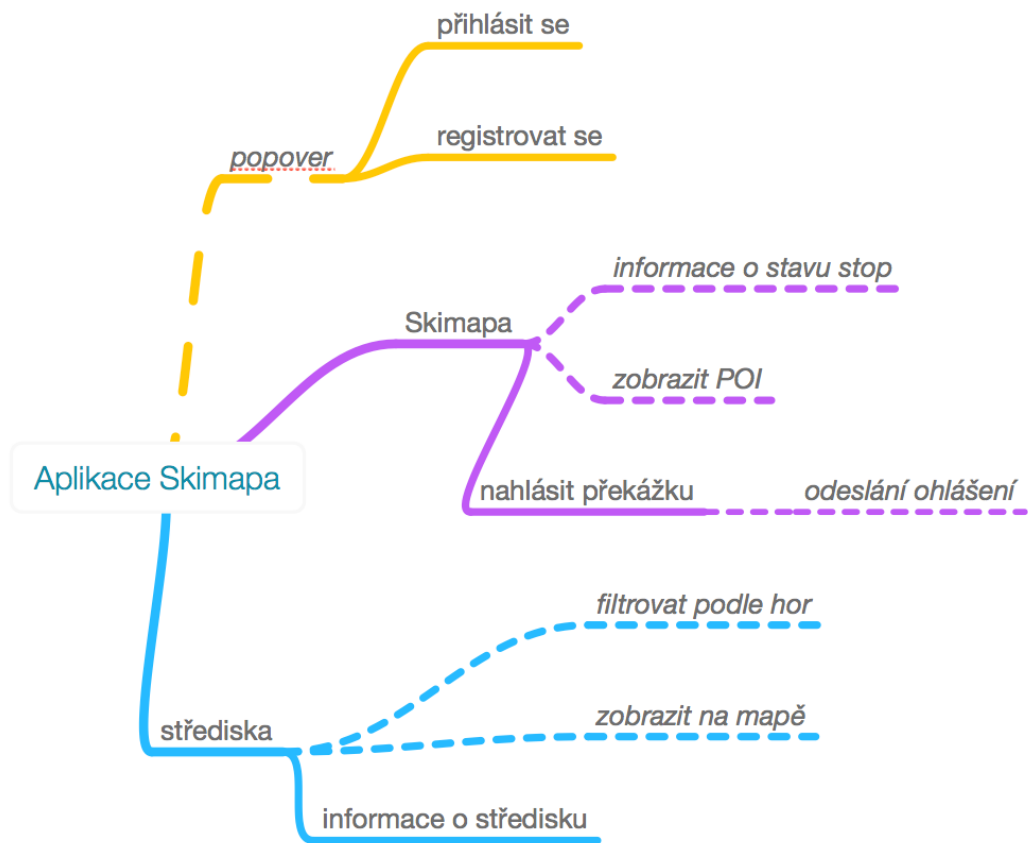 přihlásit se
registrovat se
popover
informace o stavu stop
Skimapa
zobrazit POI
Aplikace Skimapa
nahlásit překážku
odeslání ohlášení
filtrovat podle hor
zobrazit na mapě
střediska
informace o středisku